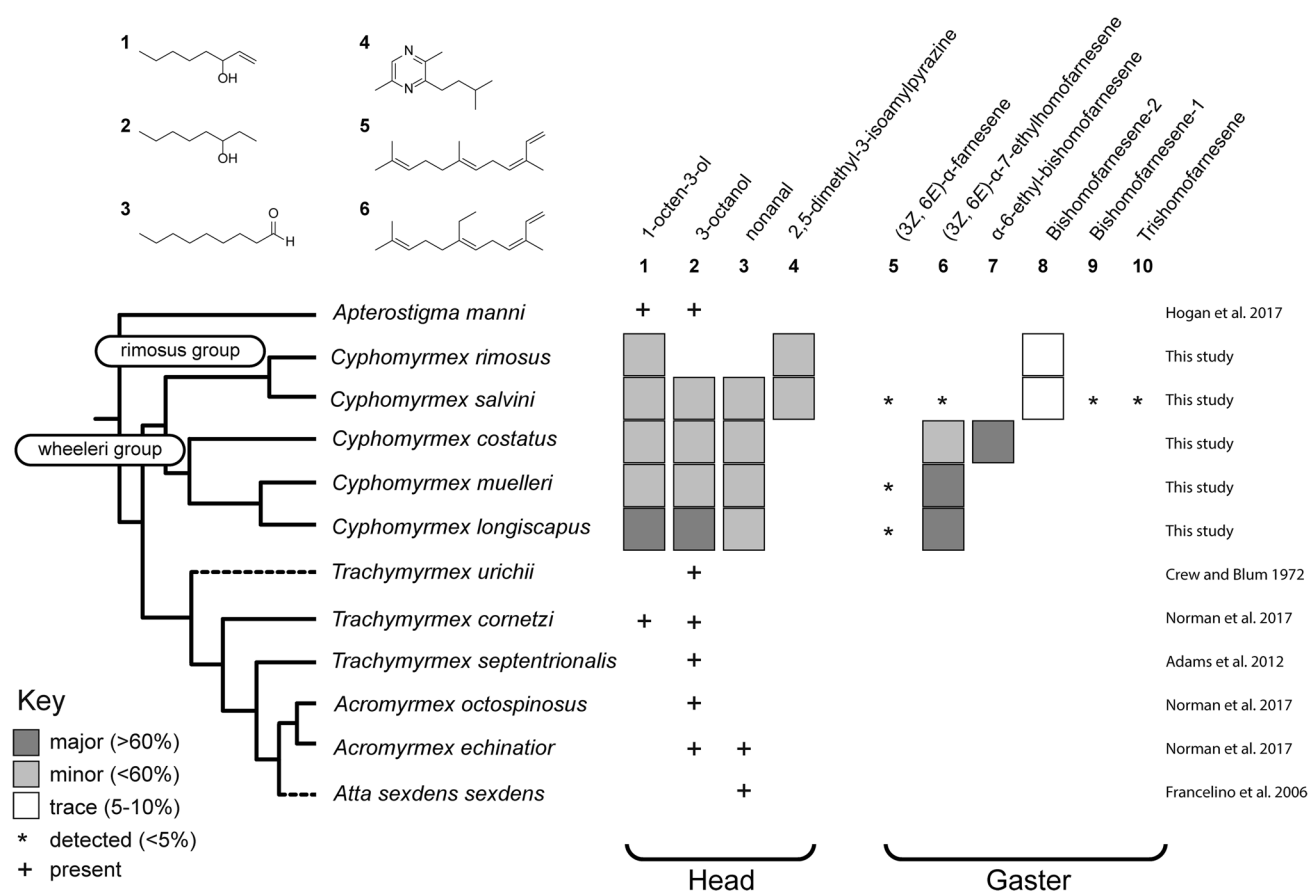 1
OH
2
OH
3
O
H
4
N
N
5
6
1-octen-3-ol
3-octanol
nonanal
2,5-dimethyl-3-isoamylpyrazine
(3Z, 6E)-α-farnesene
(3Z, 6E)-α-7-ethylhomofarnesene
α-6-ethyl-bishomofarnesene
Bishomofarnesene-2
Bishomofarnesene-1
Trishomofarnesene
1 2 3 4 5 6 7 8 9 10
Apterostigma manni + + Hogan et al. 2017
rimosus group
Cyphomyrmex rimosus This study
Cyphomyrmex salvini * * * * This study
wheeleri group
Cyphomyrmex costatus This study
Cyphomyrmex muelleri * This study
Cyphomyrmex longiscapus * This study
Trachymyrmex urichii + Crew and Blum 1972
Trachymyrmex cornetzi + + Norman et al. 2017
Trachymyrmex septentrionalis + Adams et al. 2012
Acromyrmex octospinosus + Norman et al. 2017
Acromyrmex echinatior + + Norman et al. 2017
Atta sexdens sexdens + Francelino et al. 2006
Key
major (>60%)
minor (<60%)
trace (5-10%)
* detected (<5%)
+ present
Head
Gaster